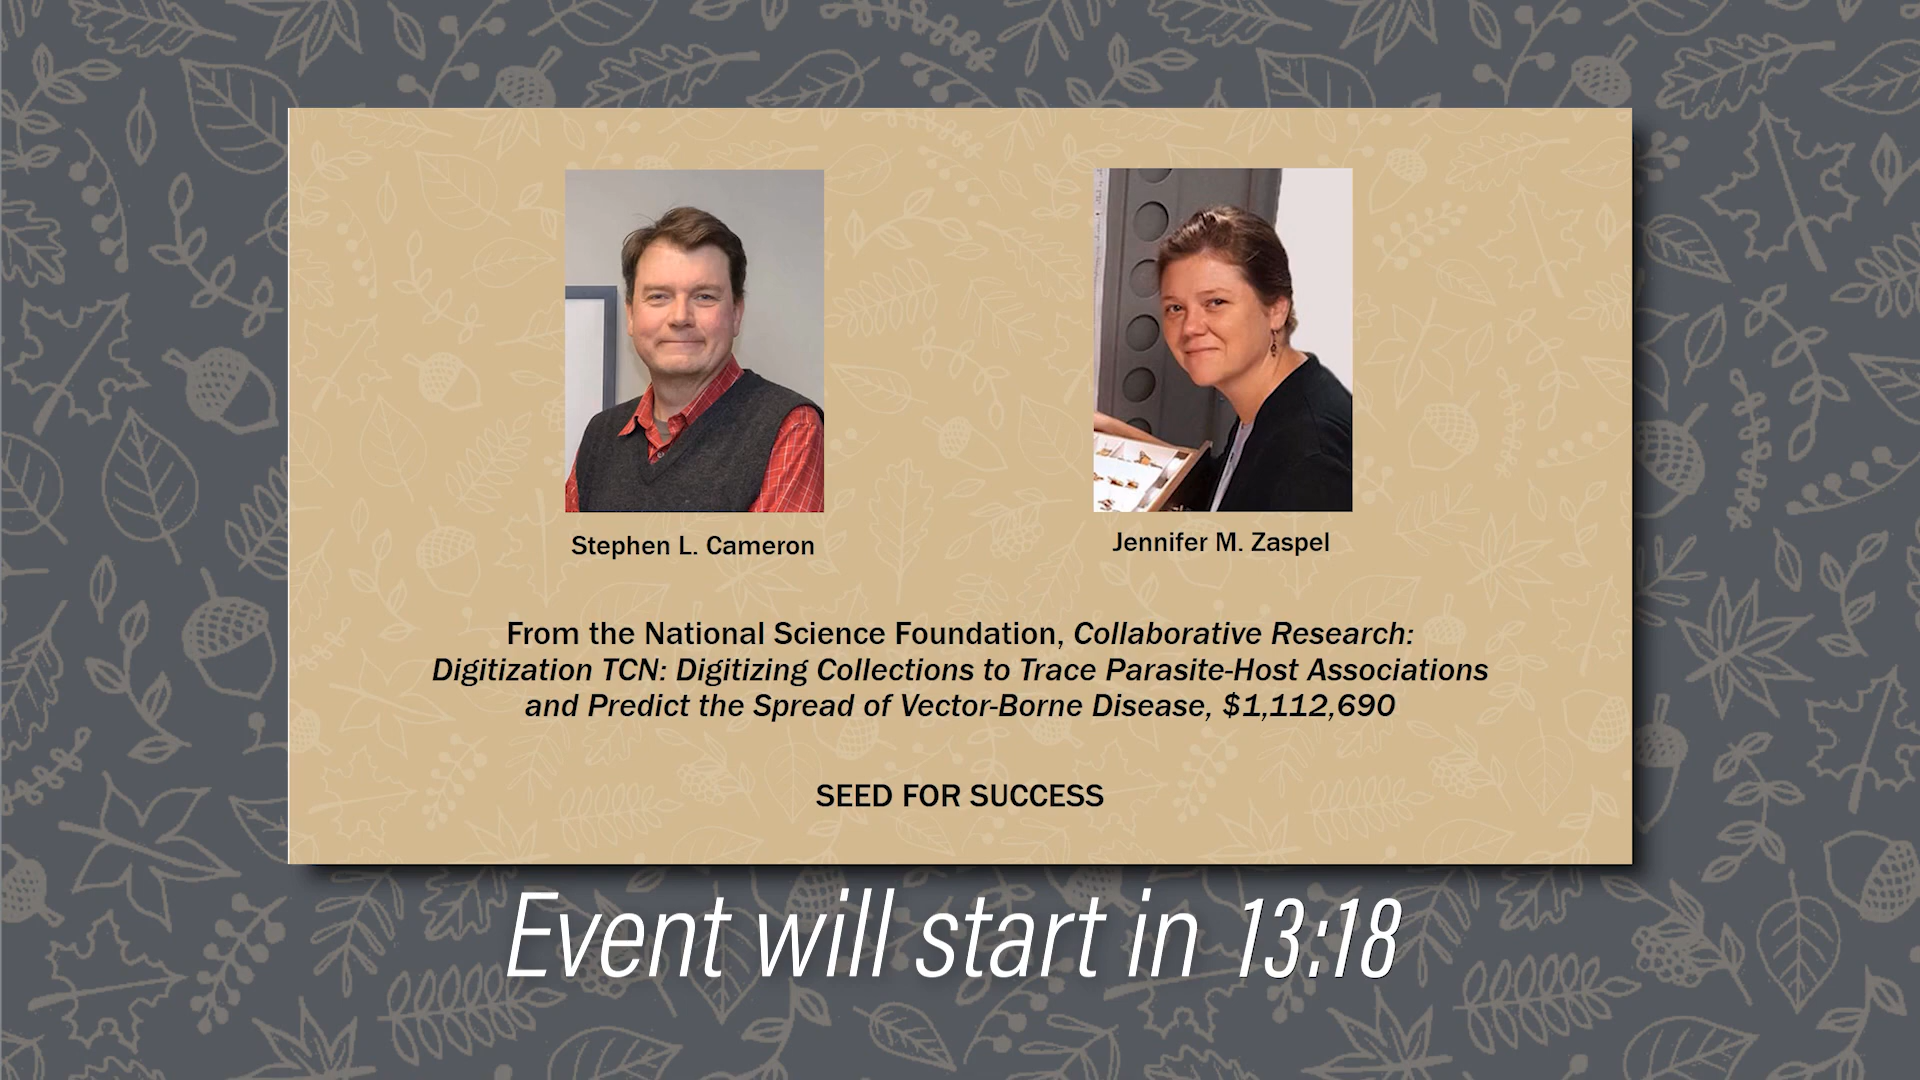 Stephen L. Cameron
Jennifer M. Zaspel
From the National Science Foundation, Collaborative Research:
Digitization TCN: Digitizing Collections to Trace Parasite-Host Associations
and Predict the Spread of Vector-Borne Disease, $1,112,690
SEED FOR SUCCESS
Event will start in 13:18